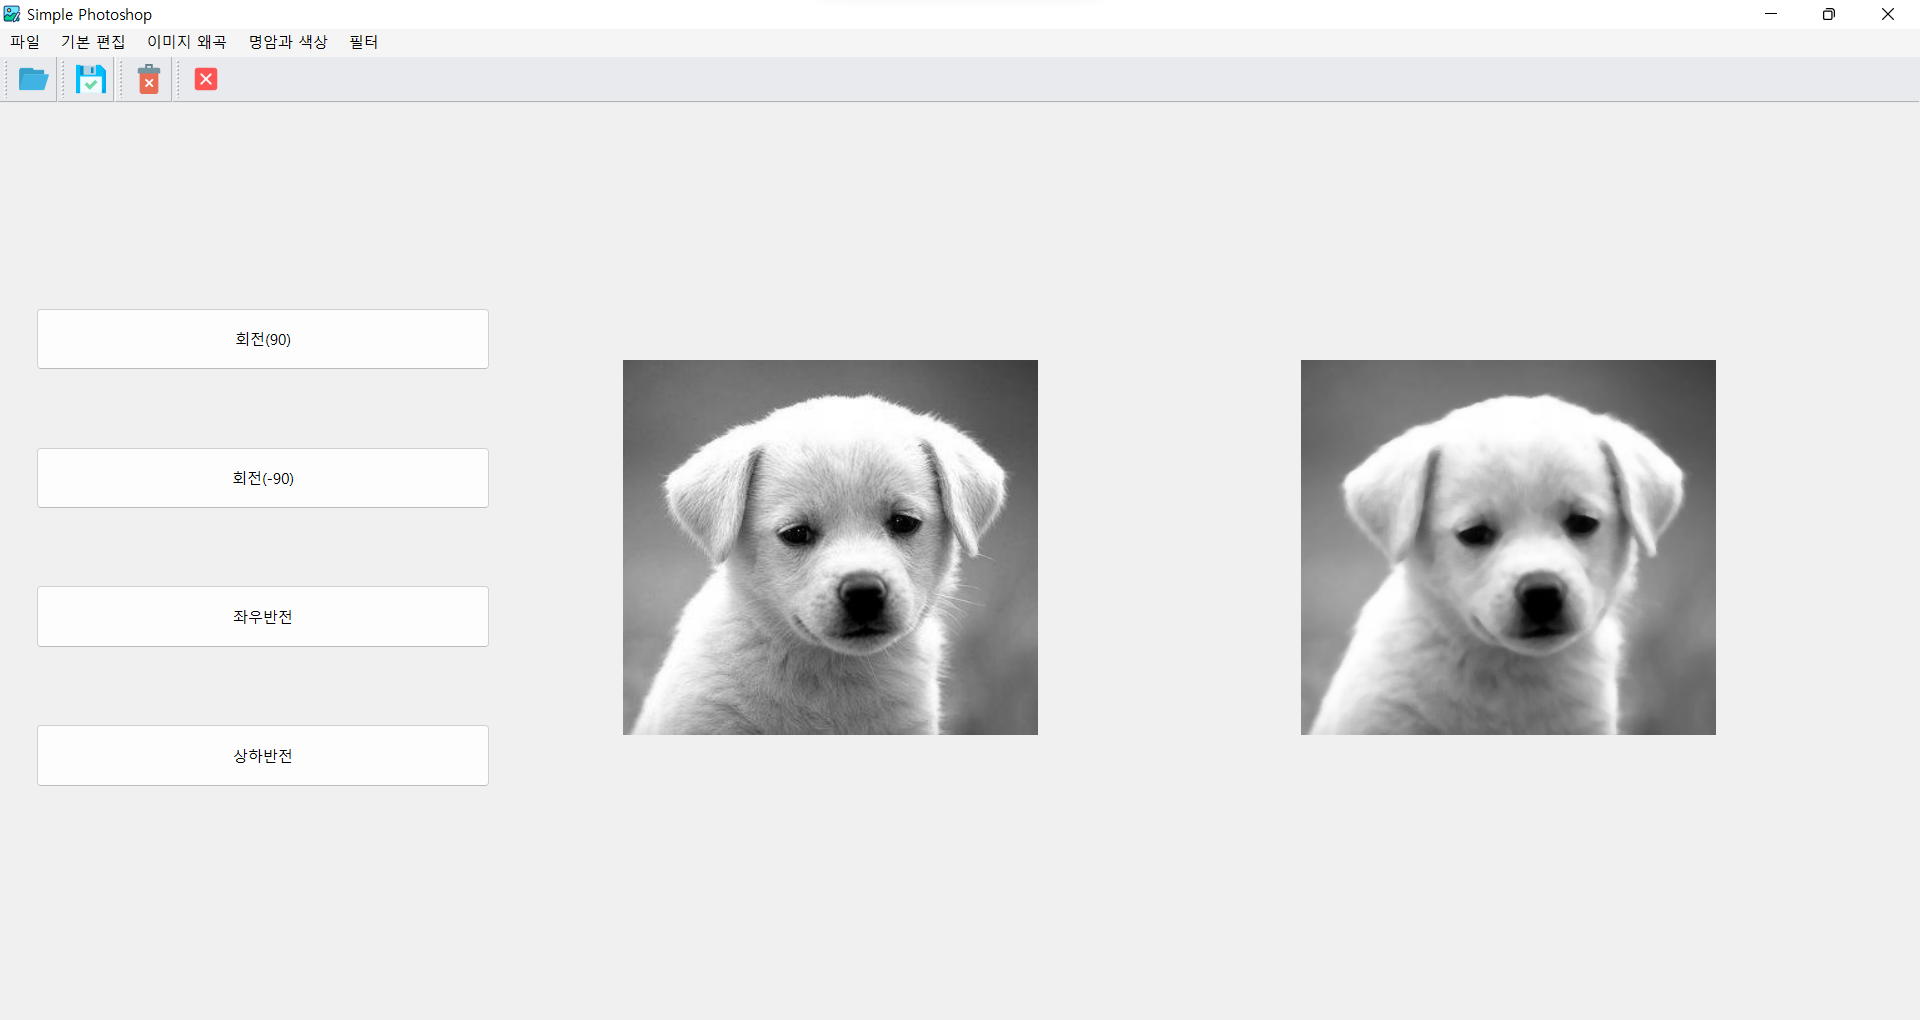 Simple Photoshop
파일 기본 편집 이미지 왜곡 명암과 색상 필터
회전(90)
회전(-90)
좌우반전
상하반전